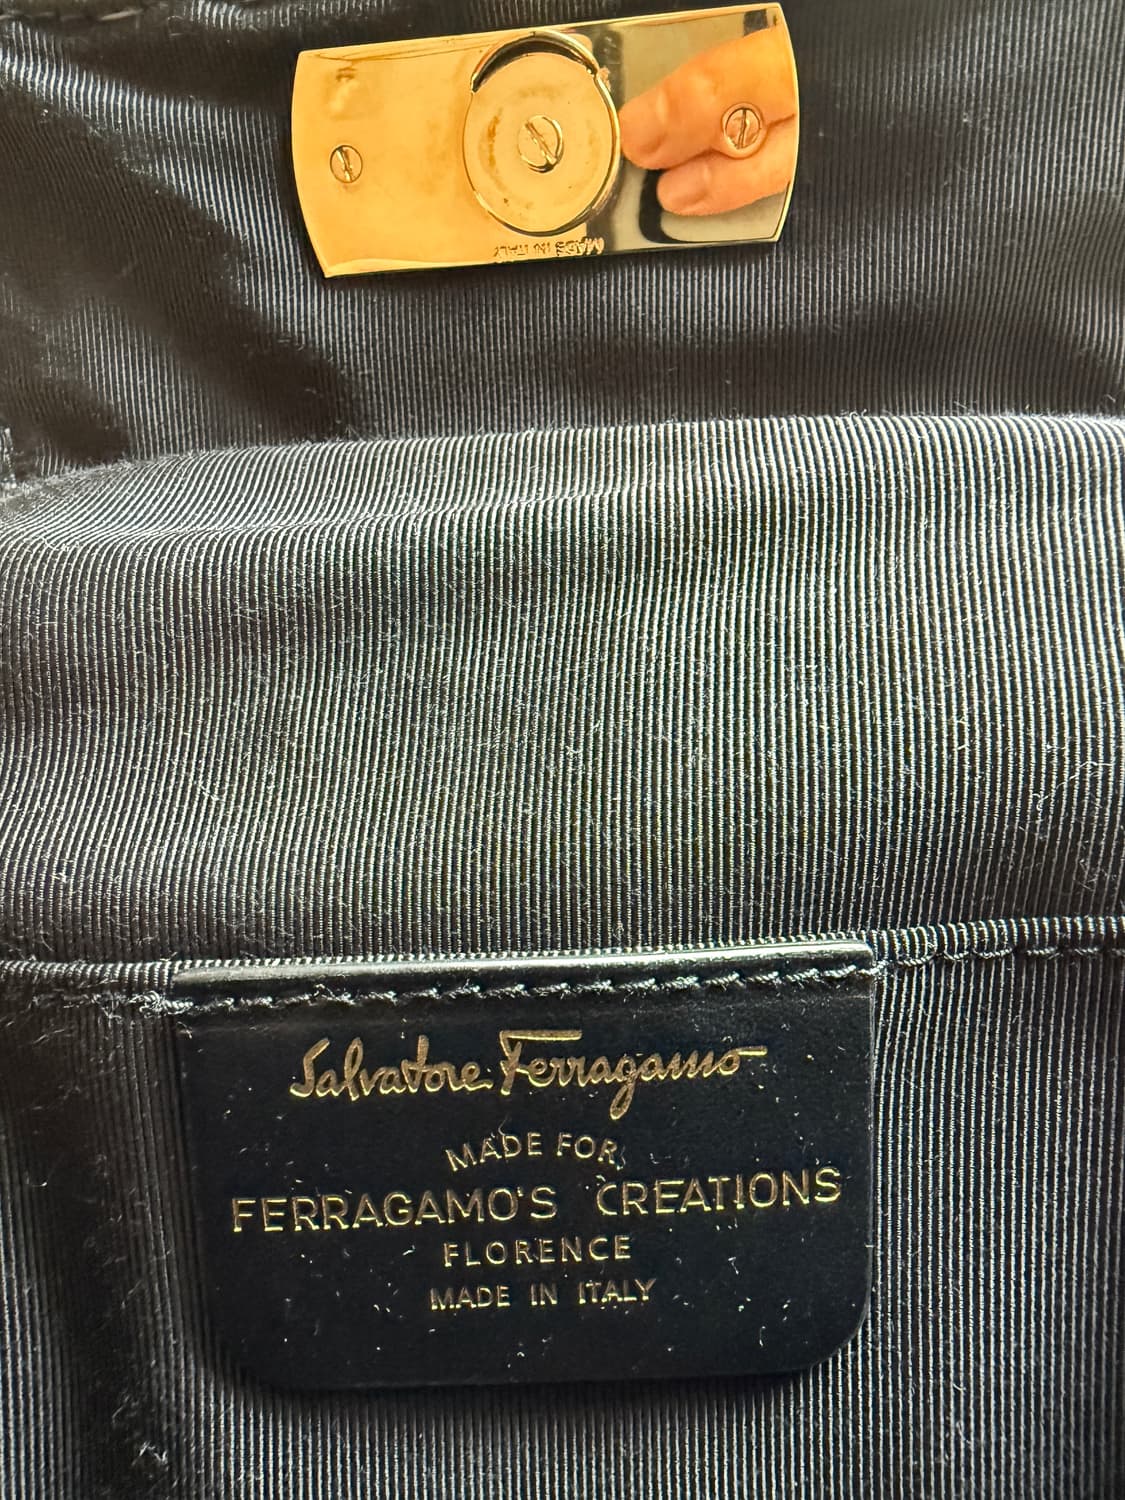 MADE IN ITALY
Salvatore Ferragamo
MADE FOR
FERRAGAMO'S CREATIONS
FLORENCE
MADE IN ITALY